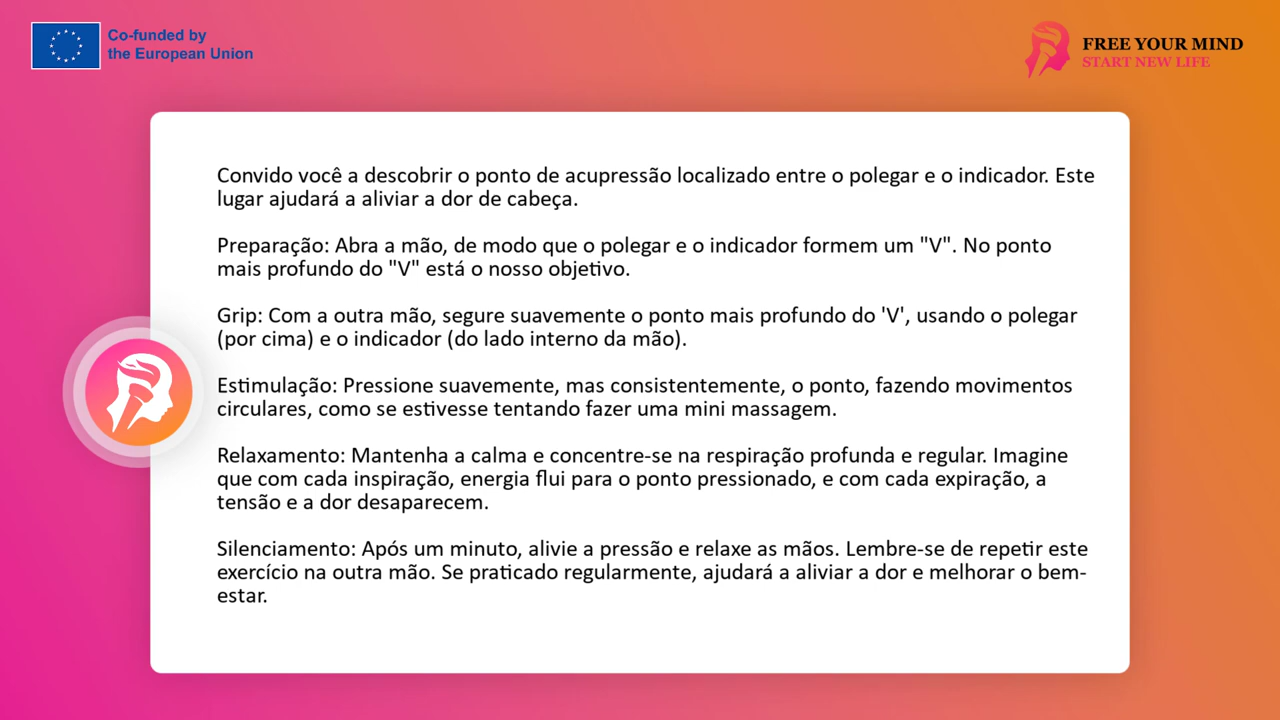 Co-funded by
the European Union
FREE YOUR MIND
START NEW LIFE
Convido você a descobrir o ponto de acupressão localizado entre o polegar e o indicador. Este
lugar ajudará a aliviar a dor de cabeça.
Preparação: Abra a mão, de modo que o polegar e o indicador formem um "V". No ponto
mais profundo do "V" está o nosso objetivo.
Grip: Com a outra mão, segure suavemente o ponto mais profundo do 'V', usando o polegar
(por cima) e o indicador (do lado interno da mão).
Estimulação: Pressione suavemente, mas consistentemente, o ponto, fazendo movimentos
circulares, como se estivesse tentando fazer uma mini massagem.
Relaxamento: Mantenha a calma e concentre-se na respiração profunda e regular. Imagine
que com cada inspiração, energia flui para o ponto pressionado, e com cada expiração, a
tensão e a dor desaparecem.
Silenciamento: Após um minuto, alivie a pressão e relaxe as mãos. Lembre-se de repetir este
exercício na outra mão. Se praticado regularmente, ajudará a aliviar a dor e melhorar o bem-
estar.